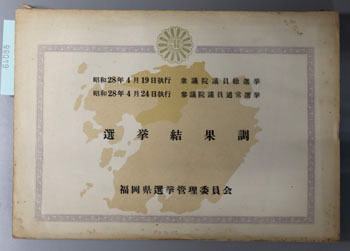 昭和28年4月19日執行 衆議院議員総選挙
昭和28年4月24日執行 参議院議員通常選挙
選挙結果調
福岡県選挙管理委員会